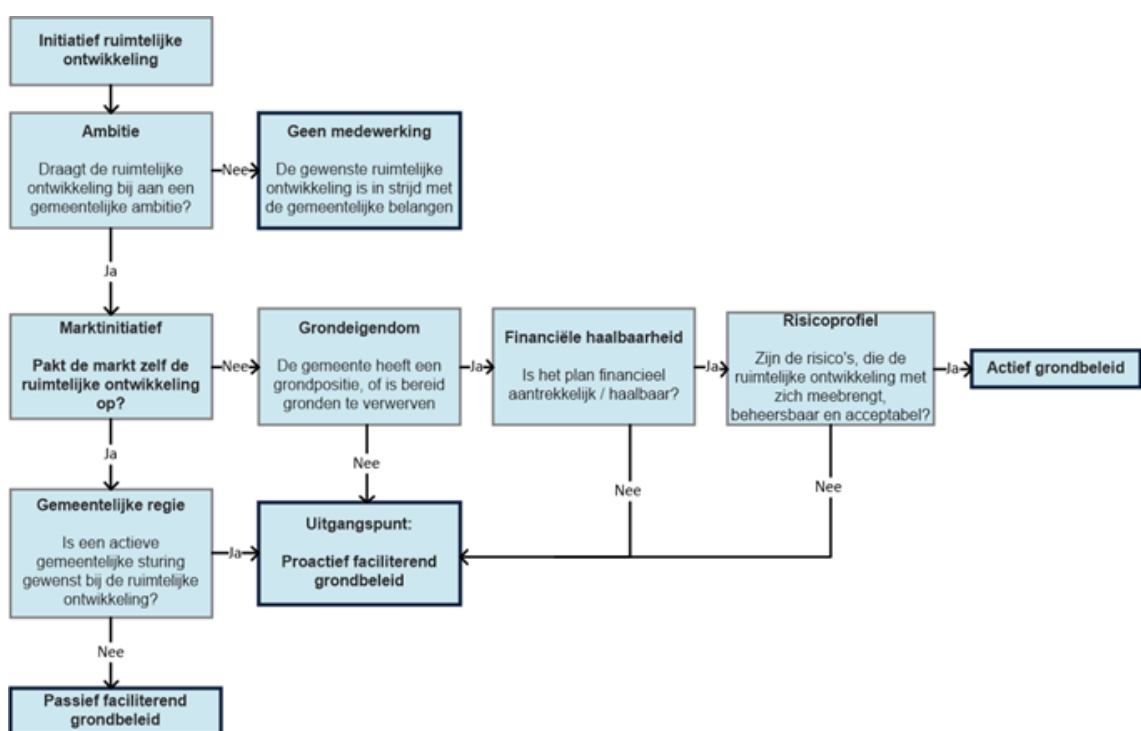 Initiatief ruimtelijke
ontwikkeling
Ambitie
Draagt de ruimtelijke
ontwikkeling bij aan een
gemeentelijke ambitie?
Nee
Geen medewerking
De gewenste ruimtelijke
ontwikkeling is in strijd met
de gemeentelijke belangen
Ja
Marktinitiatief
Pakt de markt zelf de
ruimtelijke ontwikkeling
op?
Nee
Grondeigendom
De gemeente heeft een
grondpositie, of is bereid
gronden te verwerven
Ja
Financiële haalbaarheid
Is het plan financieel
aantrekkelijk / haalbaar?
Ja
Risicoprofiel
Zijn de risico's, die de
ruimtelijke ontwikkeling met
zich meebrengt,
beheersbaar en acceptabel?
Ja
Actief grondbeleid
Ja
Nee
Nee
Nee
Gemeentelijke regie
Is een actieve
gemeentelijke sturing
gewenst bij de ruimtelijke
ontwikkeling?
Ja
Uitgangspunt:
Proactief faciliterend
grondbeleid
Nee
Passief faciliterend
grondbeleid